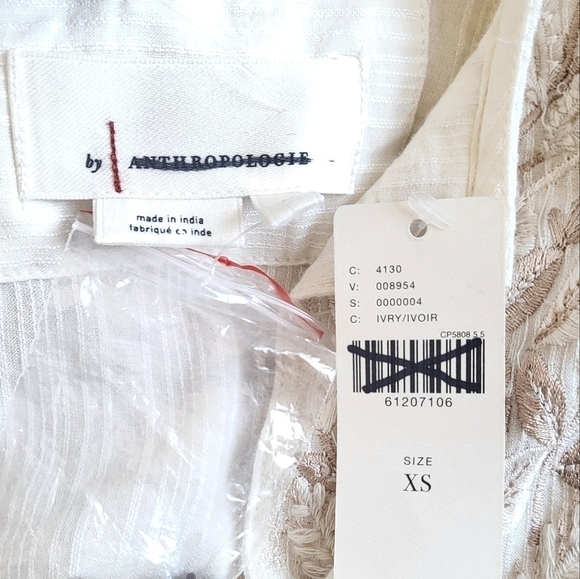 by ANTHROPOLOGIE
made in india
fabriqué en inde
C: 4130
V: 008954
S: 0000004
C: IVRY/IVOIR
CP5808 5.5
61207106
SIZE
XS